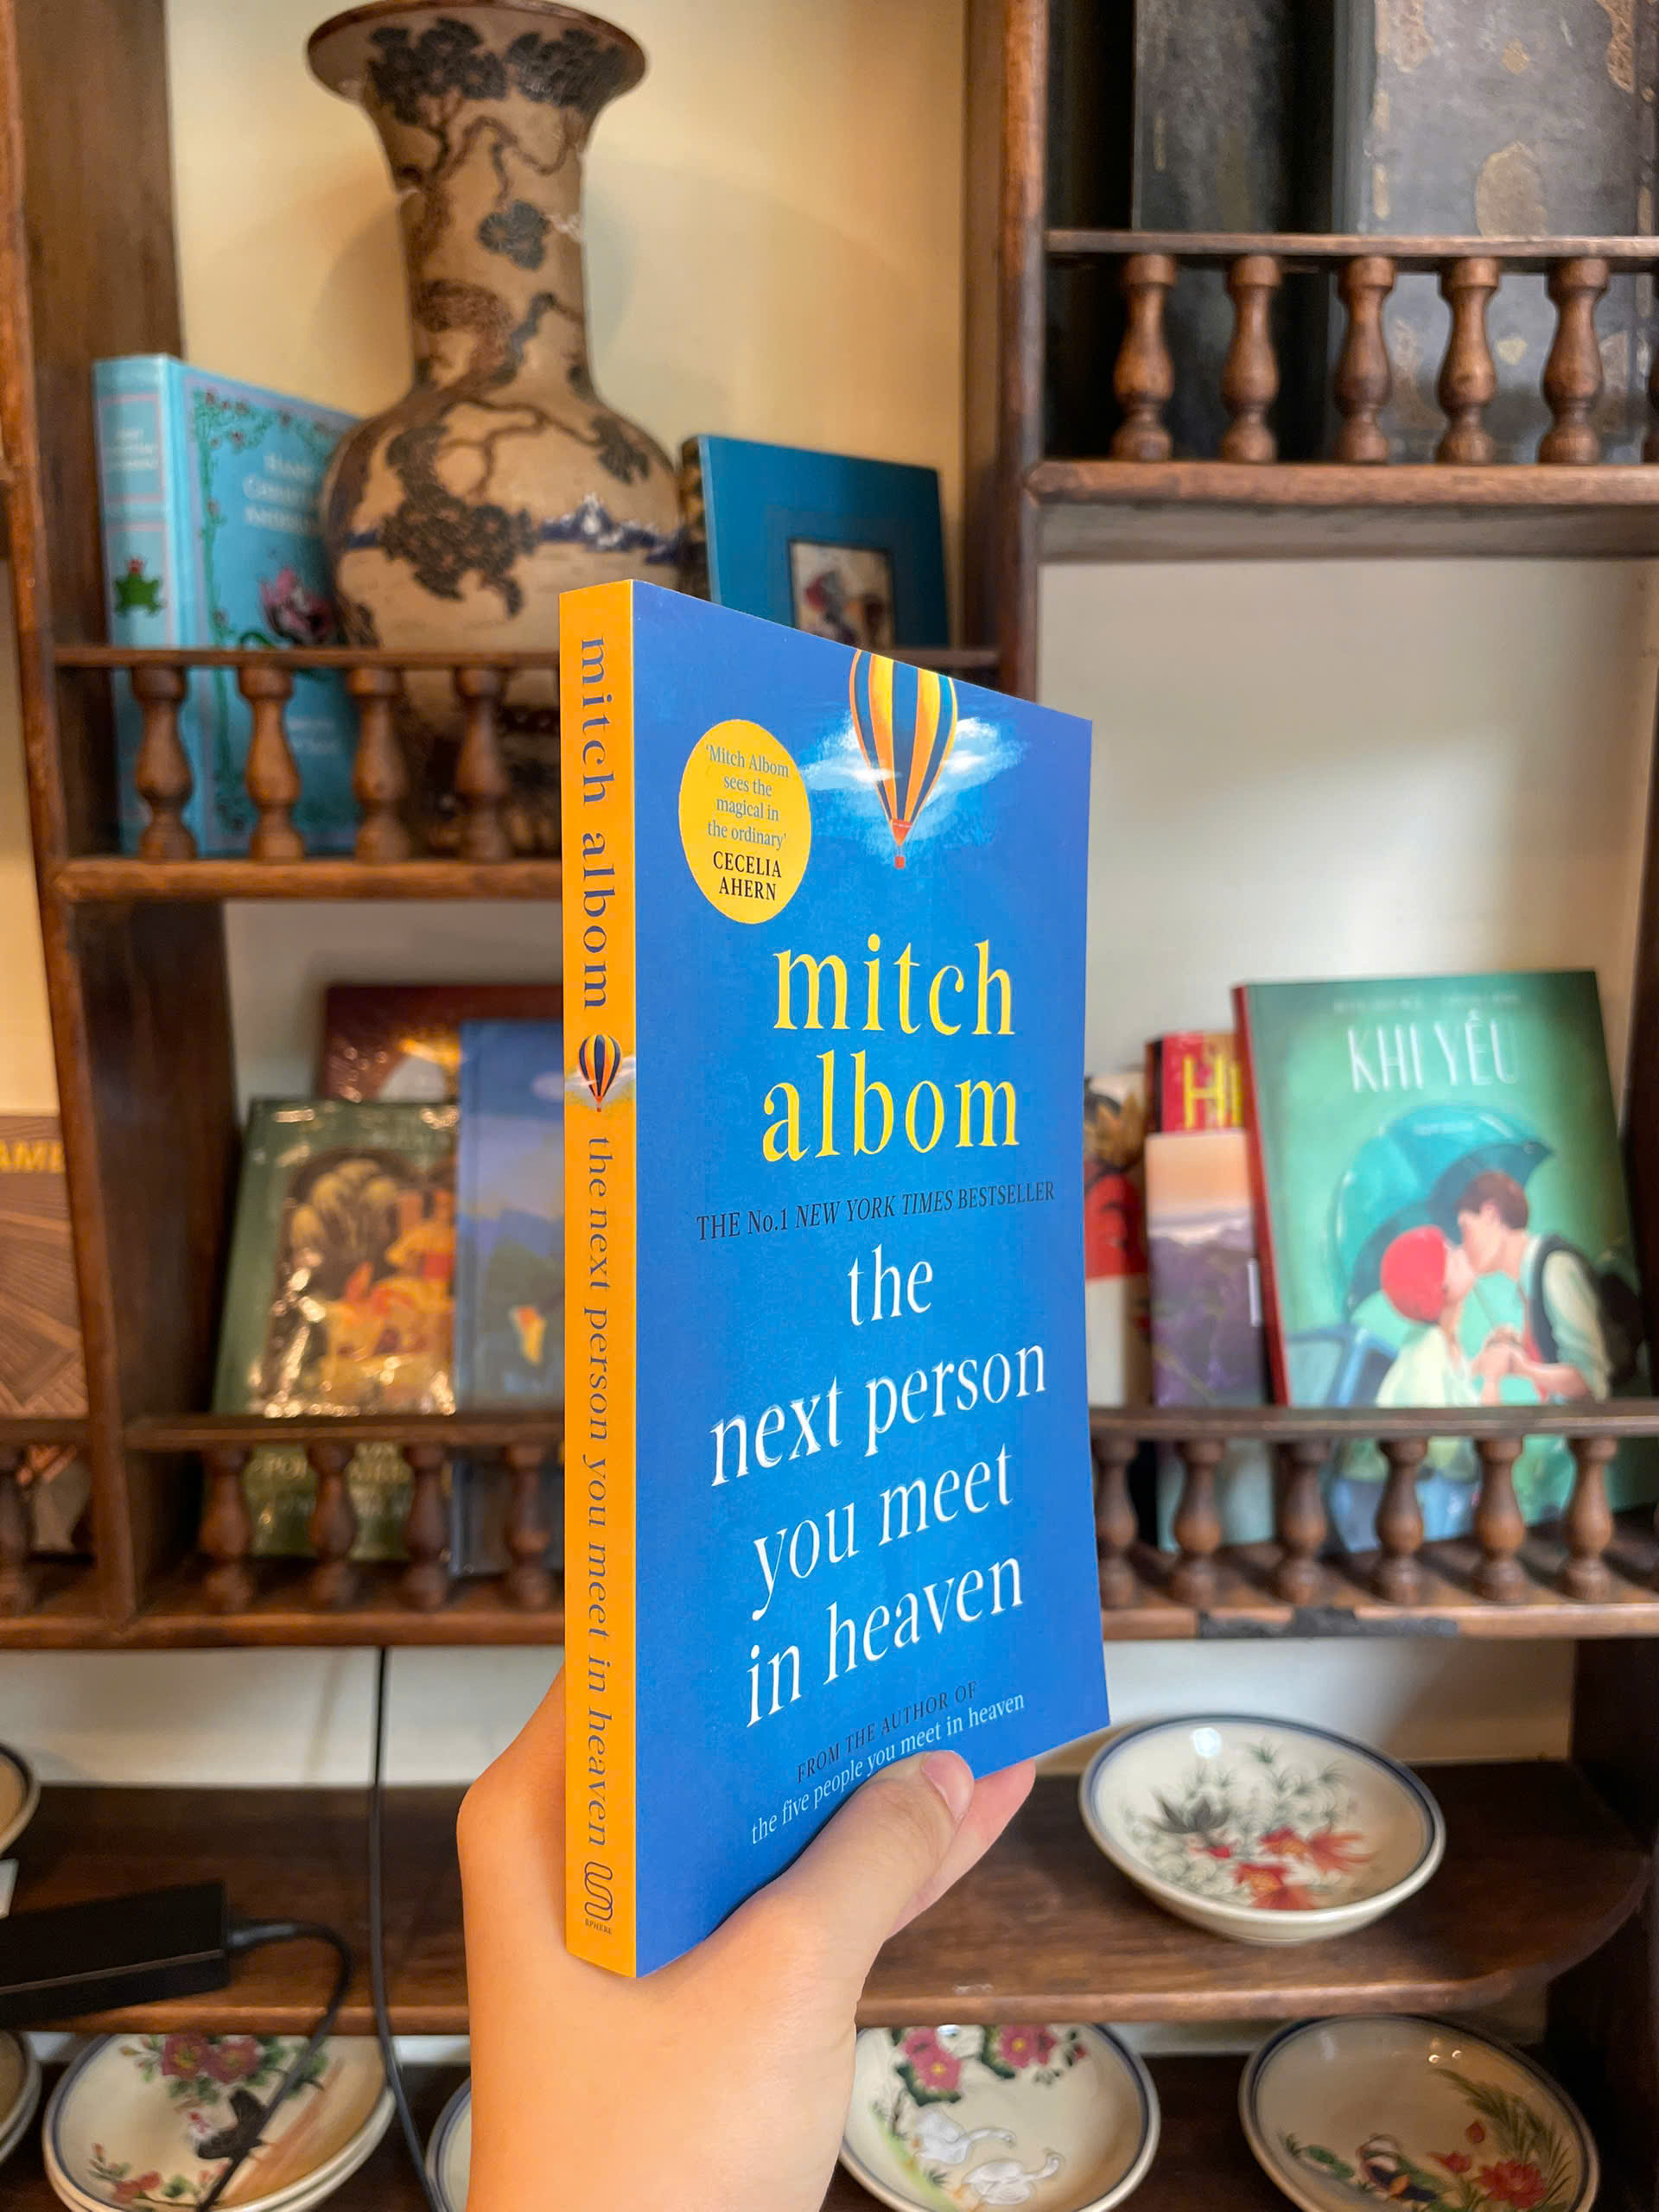 mitch albom
the next person you meet in heaven
SPHERE
'Mitch Albom
sees the
magical in
the ordinary'
CECELIA
AHERN
mitch
albom
THE No.1 NEW YORK TIMES BESTSELLER
the
next person
you meet
in heaven
FROM THE AUTHOR OF
the five people you meet in heaven
KHI YÊU